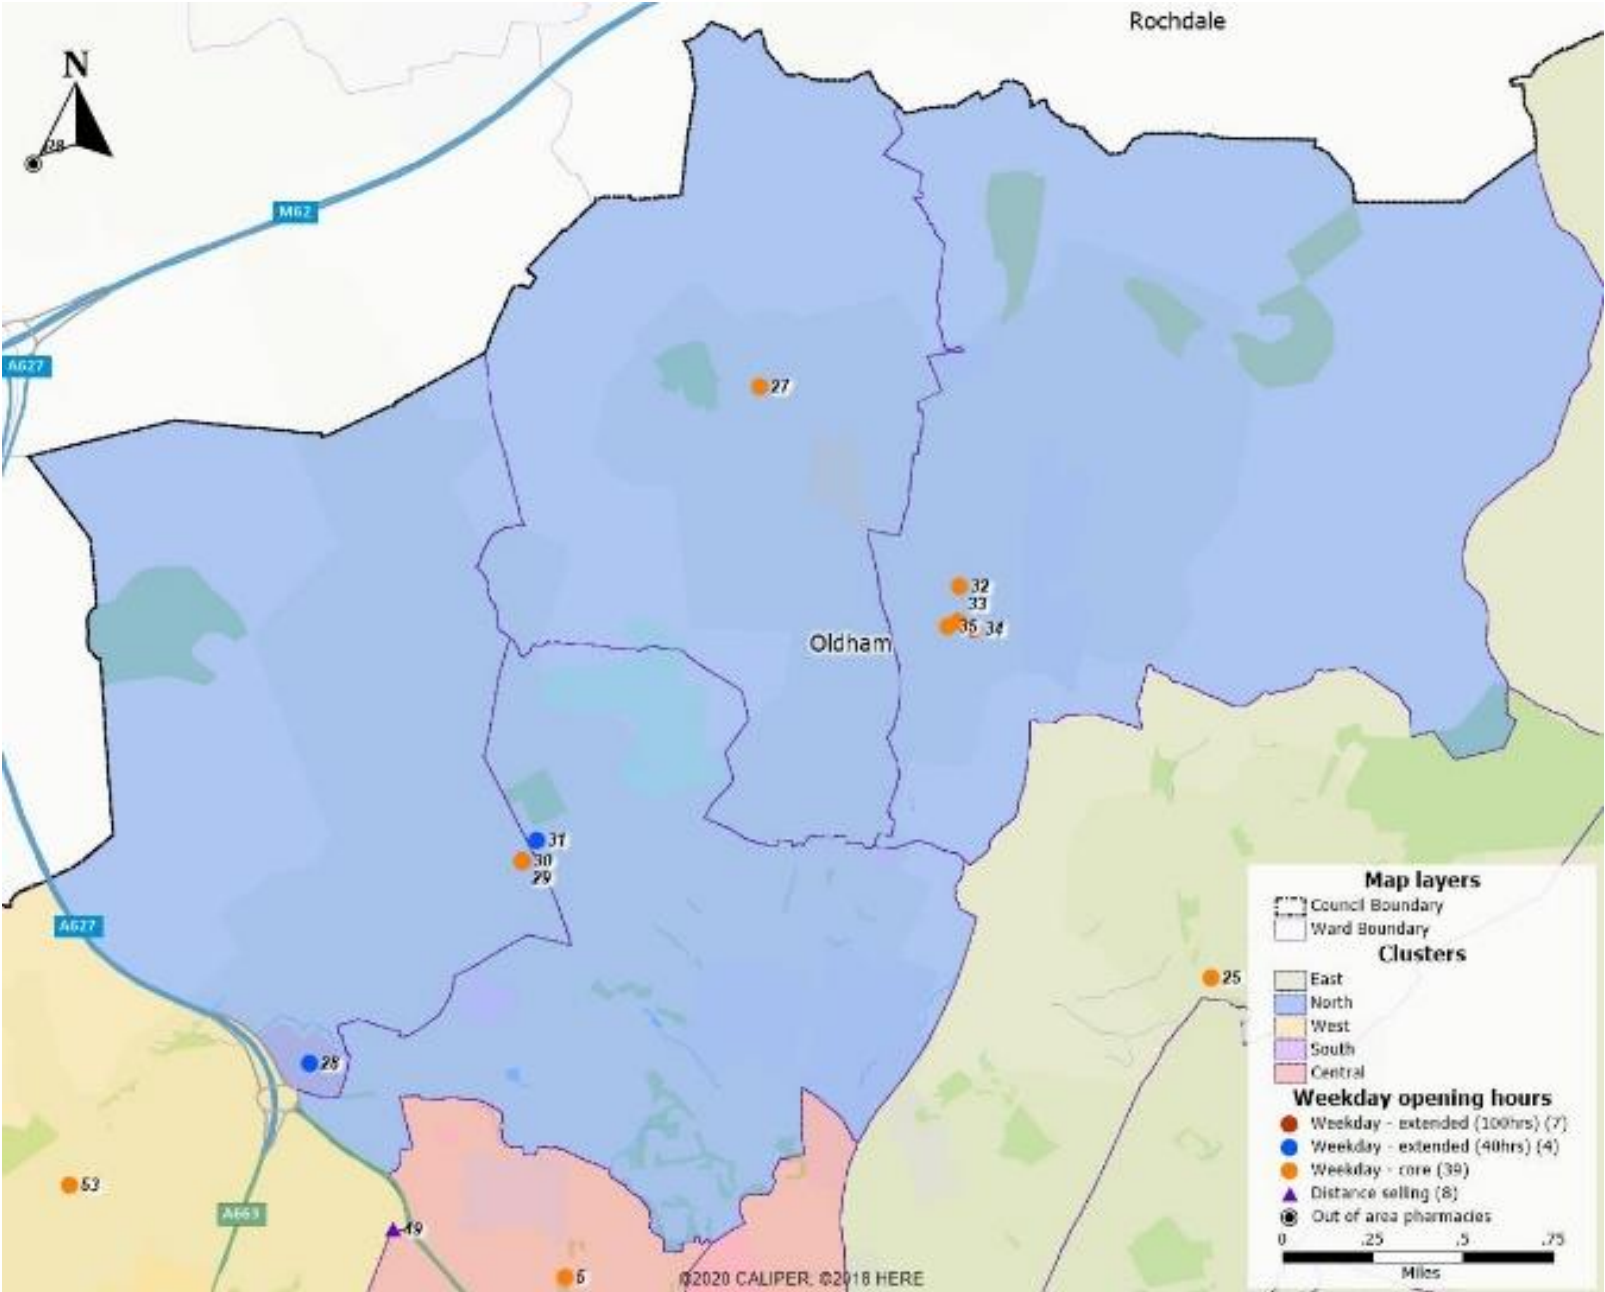 Rochdale
N
M62
A627
27
32
33
35 34
Oldham
31
30
29
A627
25
28
53
A663
49
6
©2020 CALIPER, ©2018 HERE
Map layers
Council Boundary
Ward Boundary
Clusters
East
North
West
South
Central
Weekday opening hours
Weekday - extended (100hrs) (7)
Weekday - extended (40hrs) (4)
Weekday - core (39)
Distance selling (8)
Out of area pharmacies
0 .25 .5 .75
Miles